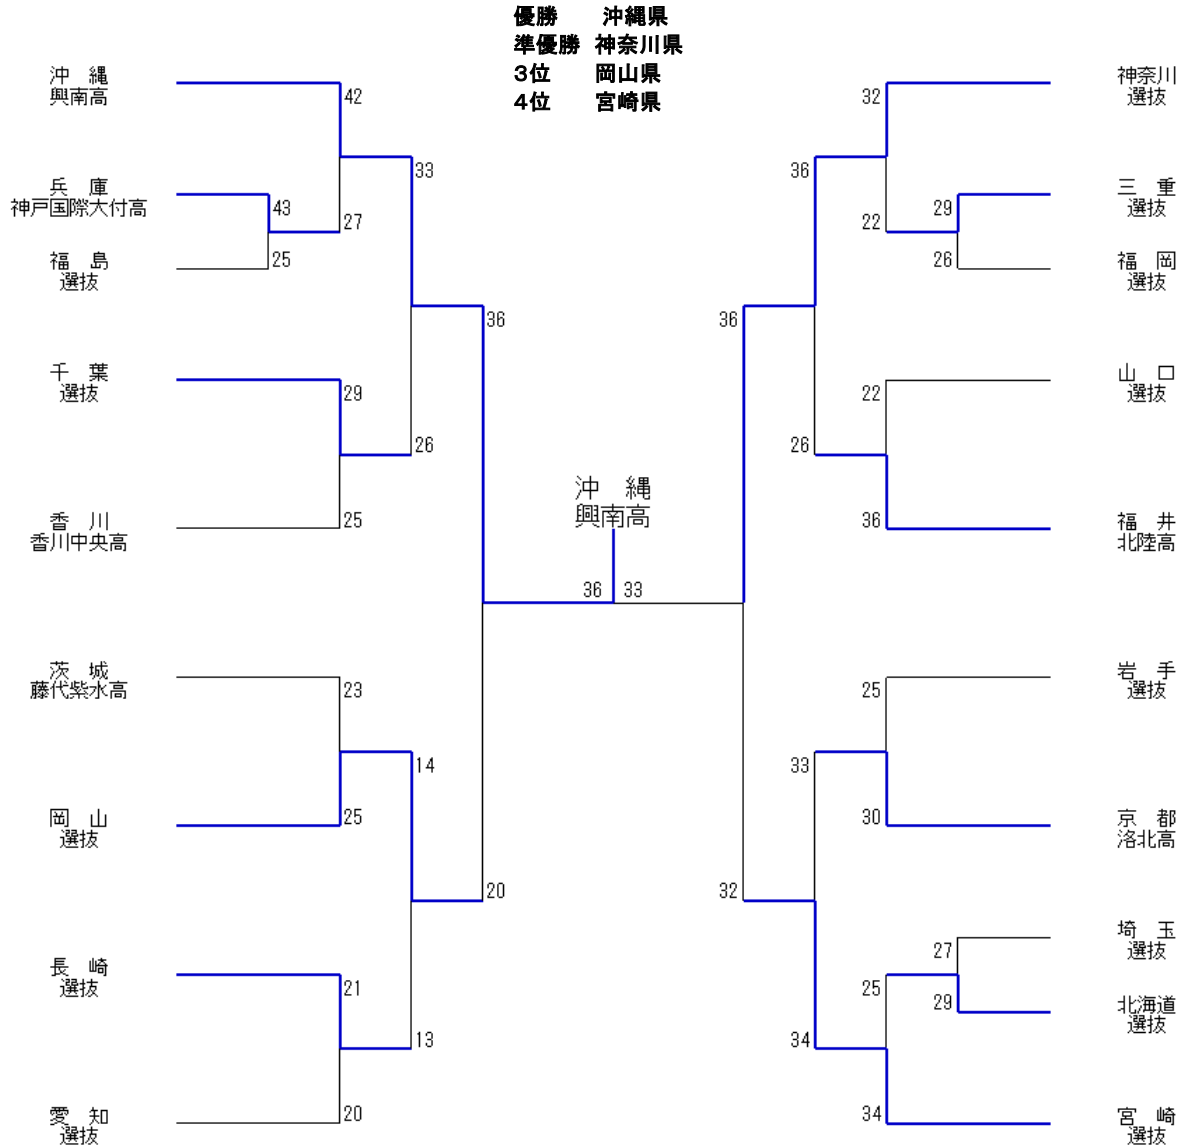 優勝 沖縄県
準優勝 神奈川県
3位 岡山県
4位 宮崎県
沖 縄
興南高
42
33
兵 庫
神戸国際大付高
43
27
福 島
選抜
25
36
千 葉
選抜
29
26
香 川
香川中央高
25
茨 城
藤代紫水高
23
14
岡 山
選抜
25
20
長 崎
選抜
21
13
愛 知
選抜
20
沖 縄
興南高
36 33
神奈川
選抜
32
36
三 重
選抜
29
22
福 岡
選抜
26
36
山 口
選抜
22
26
福 井
北陸高
36
岩 手
選抜
25
33
京 都
洛北高
30
32
埼 玉
選抜
27
25
北海道
選抜
29
34
宮 崎
選抜
34